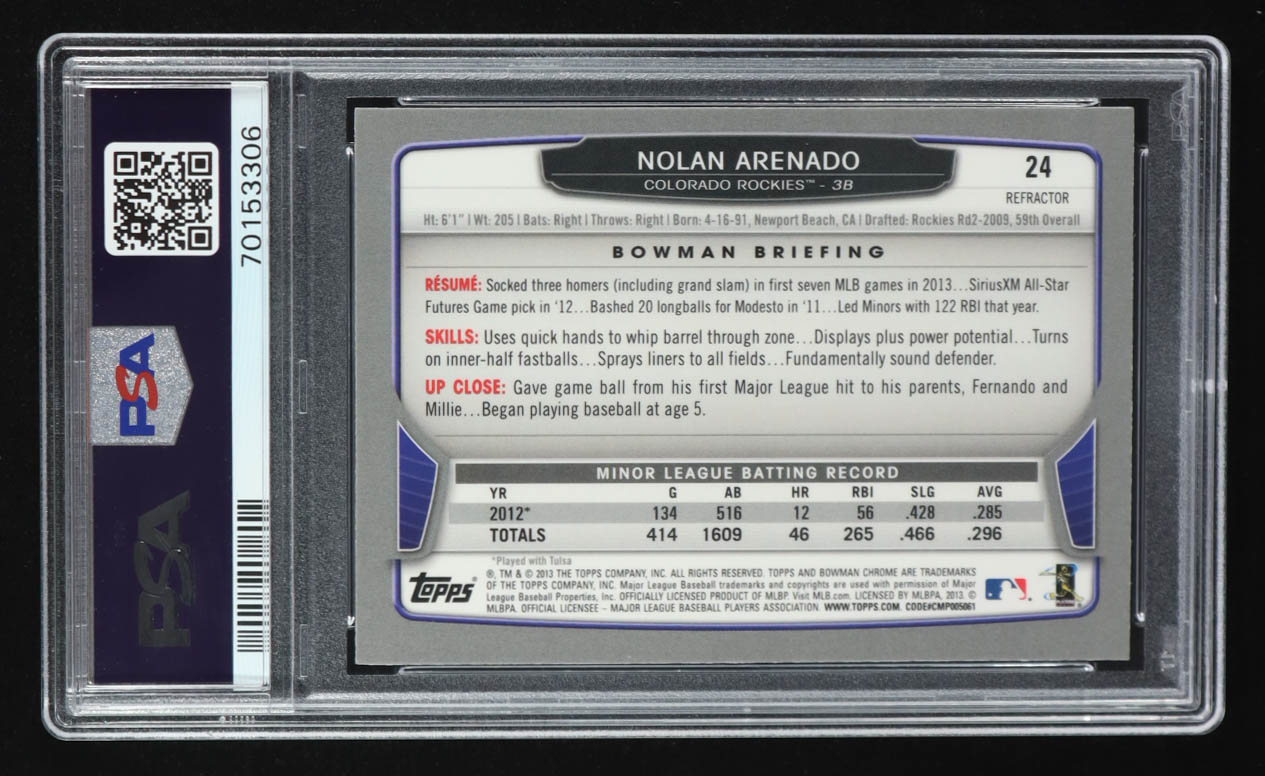 NOLAN ARENADO
COLORADO ROCKIES™ - 3B
24
REFRACTOR
Ht: 6'1" | Wt: 205 | Bats: Right | Throws: Right | Born: 4-16-91, Newport Beach, CA | Drafted: Rockies Rd2-2009, 59th Overall
BOWMAN BRIEFING
RÉSUMÉ: Socked three homers (including grand slam) in first seven MLB games in 2013...SiriusXM All-Star
Futures Game pick in '12...Bashed 20 longballs for Modesto in '11...Led Minors with 122 RBI that year.
SKILLS: Uses quick hands to whip barrel through zone...Displays plus power potential...Turns
on inner-half fastballs...Sprays liners to all fields...Fundamentally sound defender.
UP CLOSE: Gave game ball from his first Major League hit to his parents, Fernando and
Millie...Began playing baseball at age 5.
MINOR LEAGUE BATTING RECORD
YR G AB HR RBI SLG AVG
2012* 134 516 12 56 .428 .285
TOTALS 414 1609 46 265 .466 .296
*Played with Tulsa
®, TM & © 2013 THE TOPPS COMPANY, INC. ALL RIGHTS RESERVED. TOPPS AND BOWMAN CHROME ARE TRADEMARKS
OF THE TOPPS COMPANY, INC. Major League Baseball trademarks and copyrights are used with permission of Major
League Baseball Properties, Inc. OFFICIALLY LICENSED PRODUCT OF MLBP. Visit MLB.com. LICENSED BY MLBPA, 2013. ©
MLBPA. OFFICIAL LICENSEE – MAJOR LEAGUE BASEBALL PLAYERS ASSOCIATION. WWW.TOPPS.COM. CODE#CMP005061
Topps
70153306
PSA
PSA